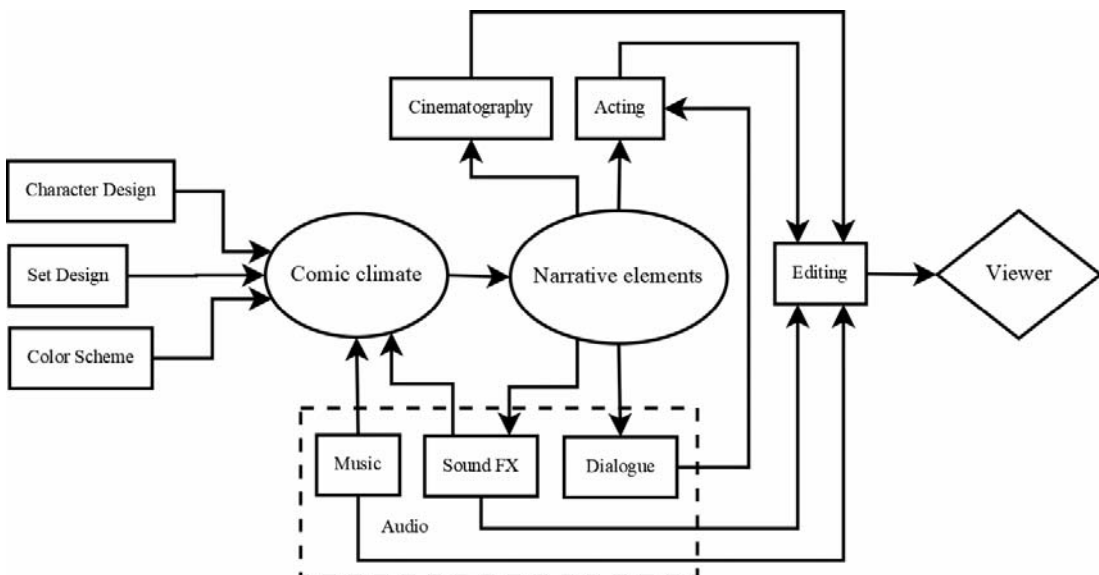 Cinematography
Acting
Character Design
Set Design
Color Scheme
Comic climate
Narrative elements
Editing
Viewer
Music
Sound FX
Dialogue
Audio